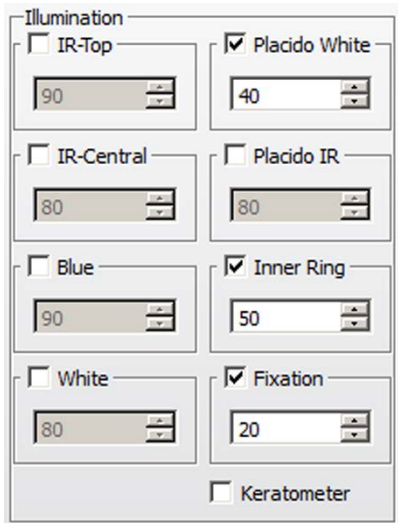 Illumination
IR-Top Placido White
90 40
IR-Central Placido IR
80 80
Blue Inner Ring
90 50
White Fixation
80 20
Keratometer